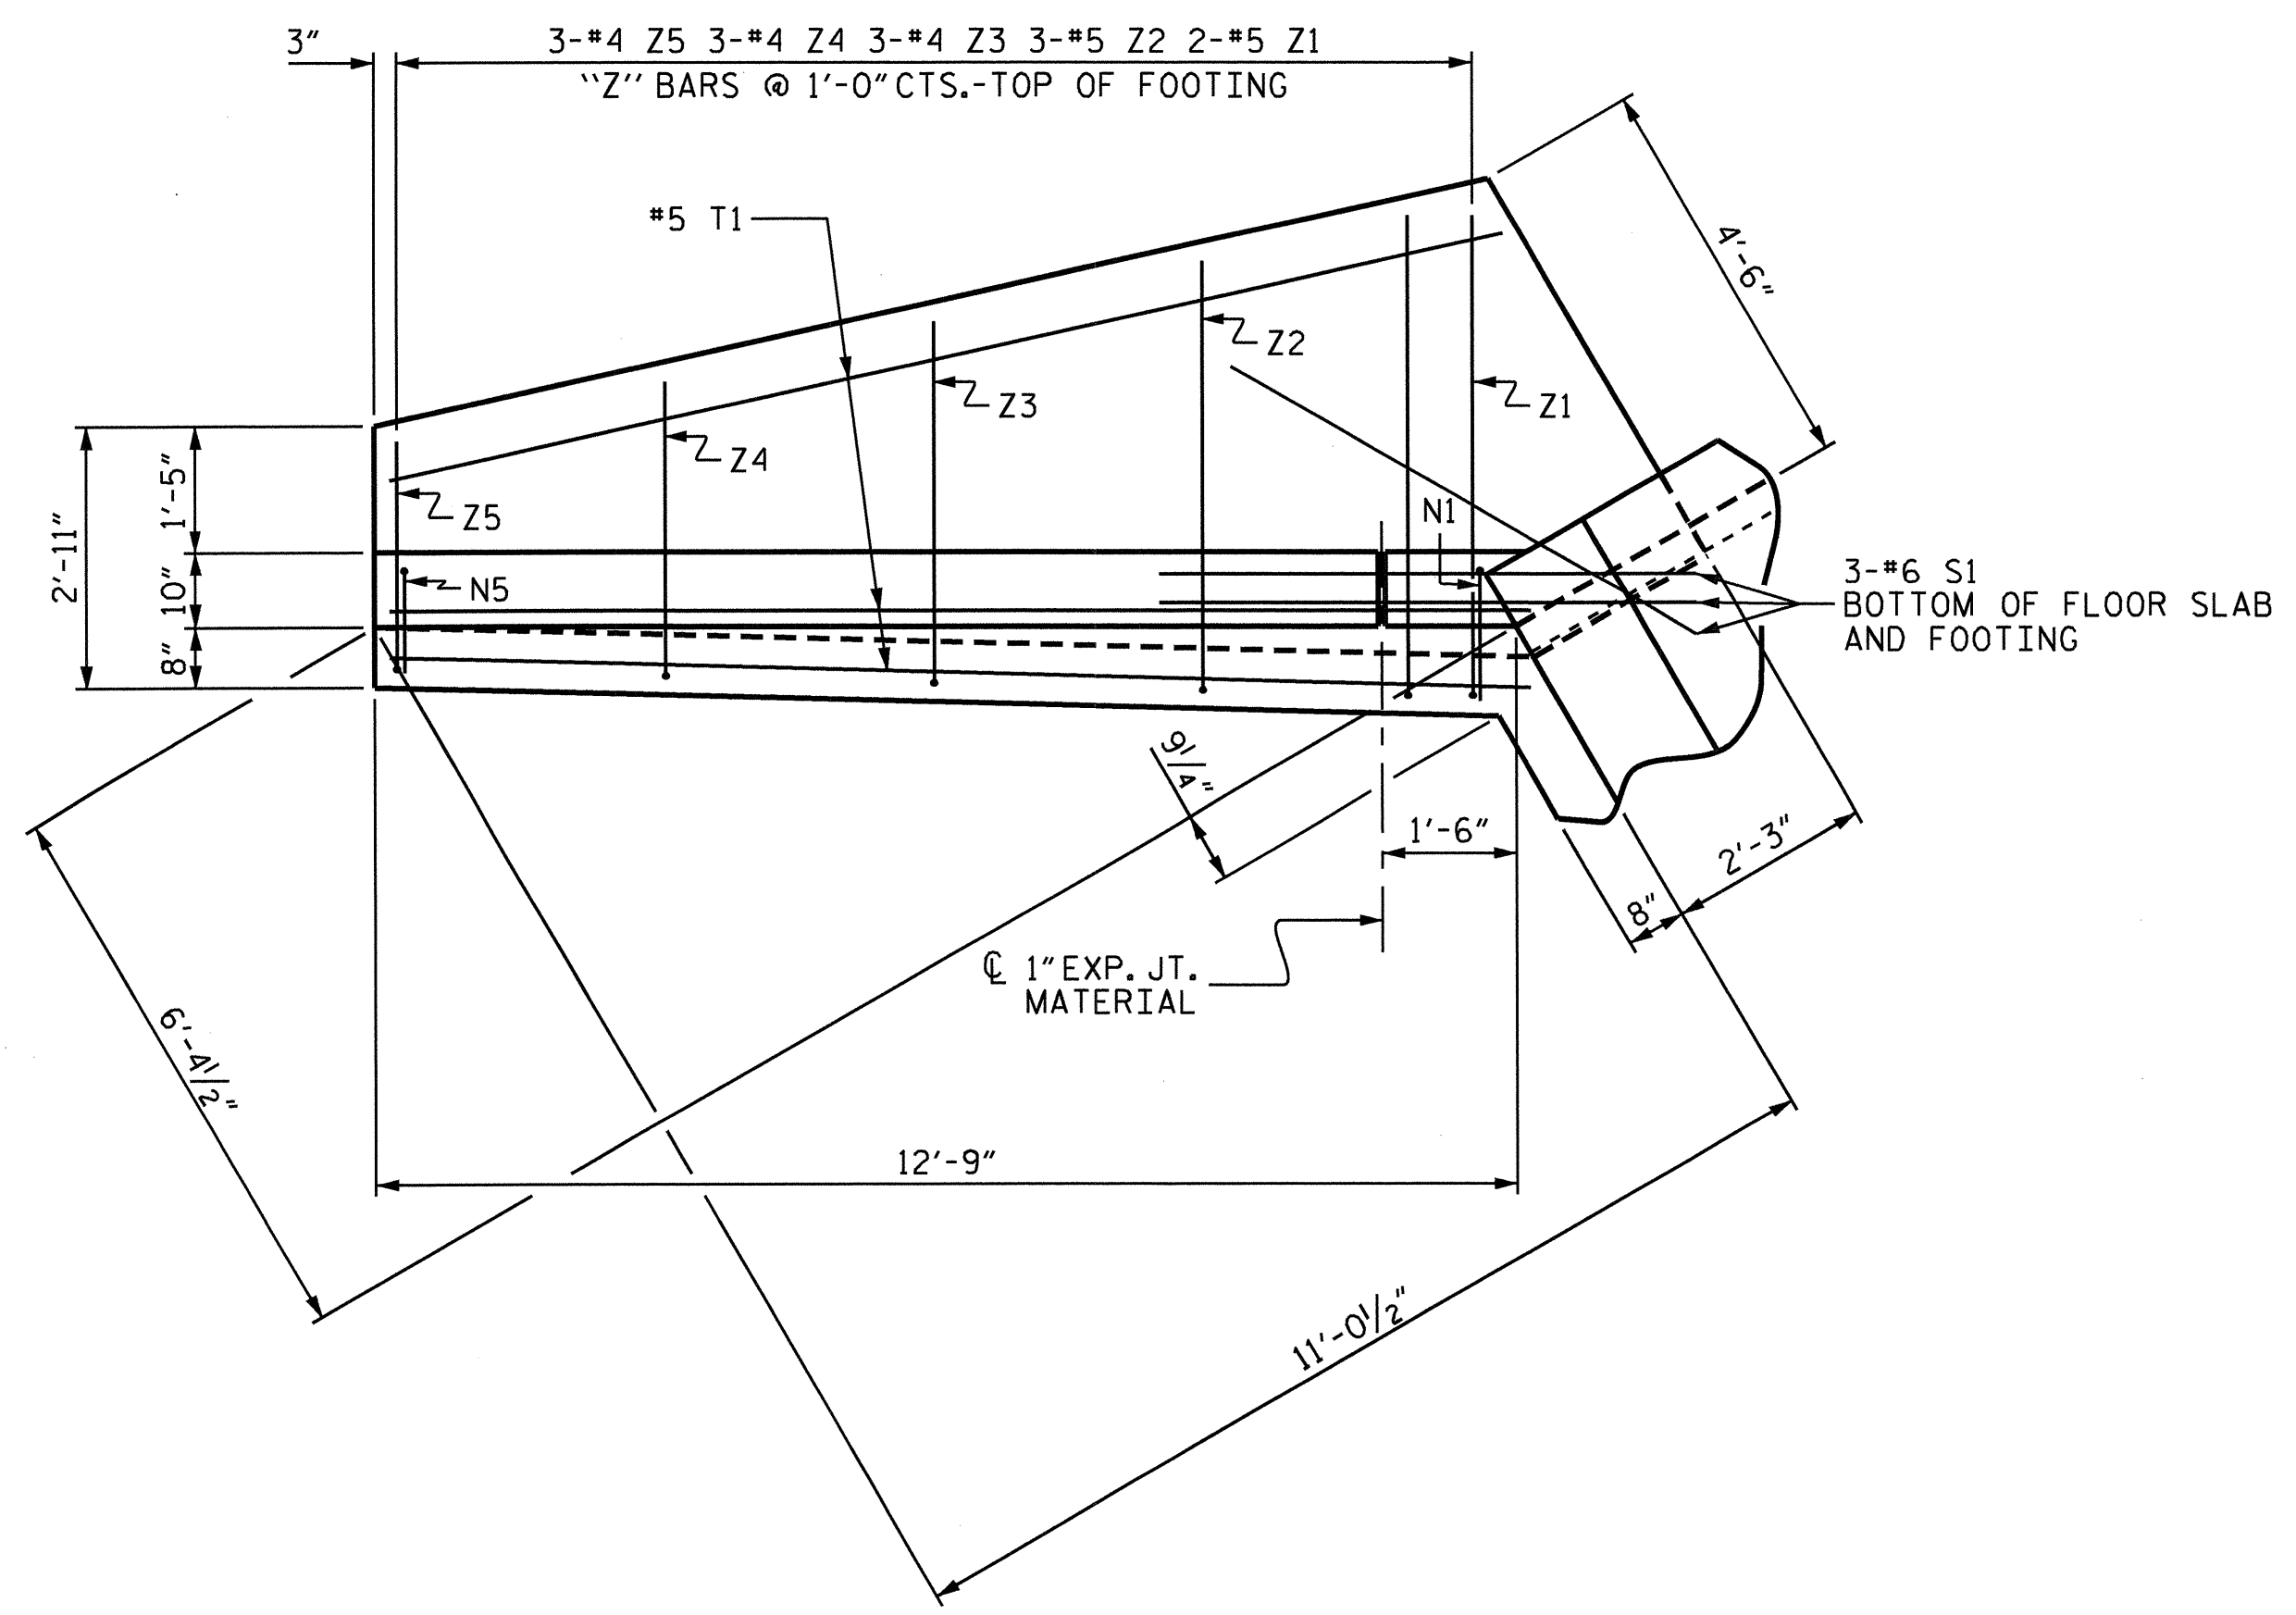 3" 3-#4 Z5 3-#4 Z4 3-#4 Z3 3-#5 Z2 2-#5 Z1
"Z" BARS @ 1'-0" CTS.-TOP OF FOOTING
#5 T1
4'-6"
Z2
Z3
Z1
Z4
Z5
N1
1'-5"
2'-11"
10"
N5
8"
3-#6 S1
BOTTOM OF FLOOR SLAB
AND FOOTING
9 1/4"
1'-6"
2'-3"
8"
℄ 1" EXP. JT.
MATERIAL
6'-4 1/2"
12'-9"
11'-0 1/2"